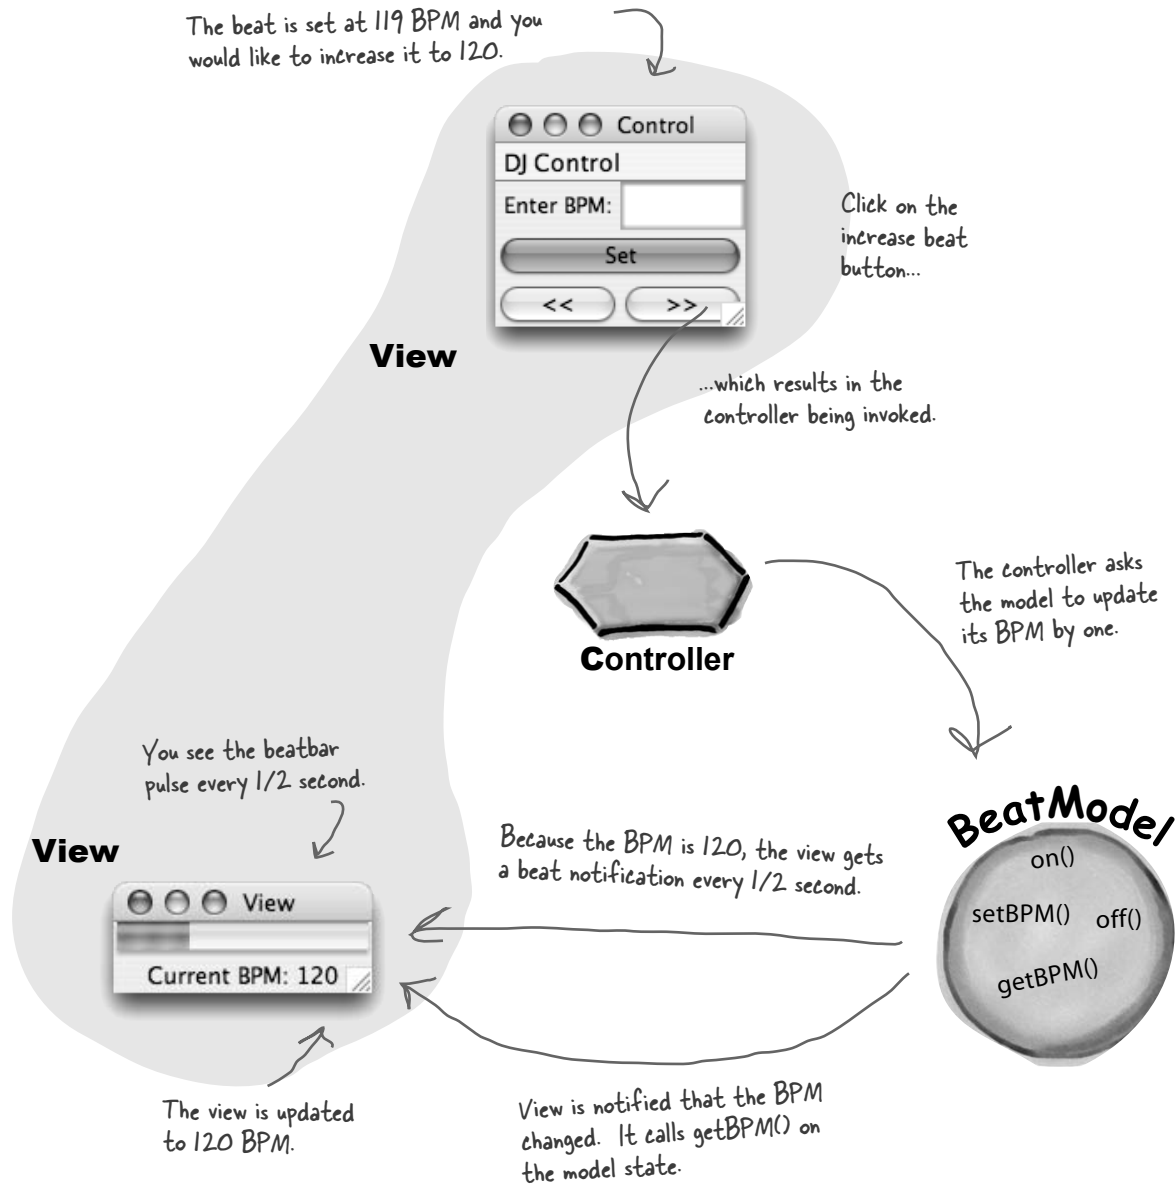 The beat is set at 119 BPM and you
would like to increase it to 120.
Control
DJ Control
Enter BPM:
Set
<<
>>
Click on the
increase beat
button...
View
...which results in the
controller being invoked.
Controller
The controller asks
the model to update
its BPM by one.
You see the beatbar
pulse every 1/2 second.
View
View
Current BPM: 120
Because the BPM is 120, the view gets
a beat notification every 1/2 second.
BeatModel
on()
setBPM()
off()
getBPM()
The view is updated
to 120 BPM.
View is notified that the BPM
changed. It calls getBPM() on
the model state.